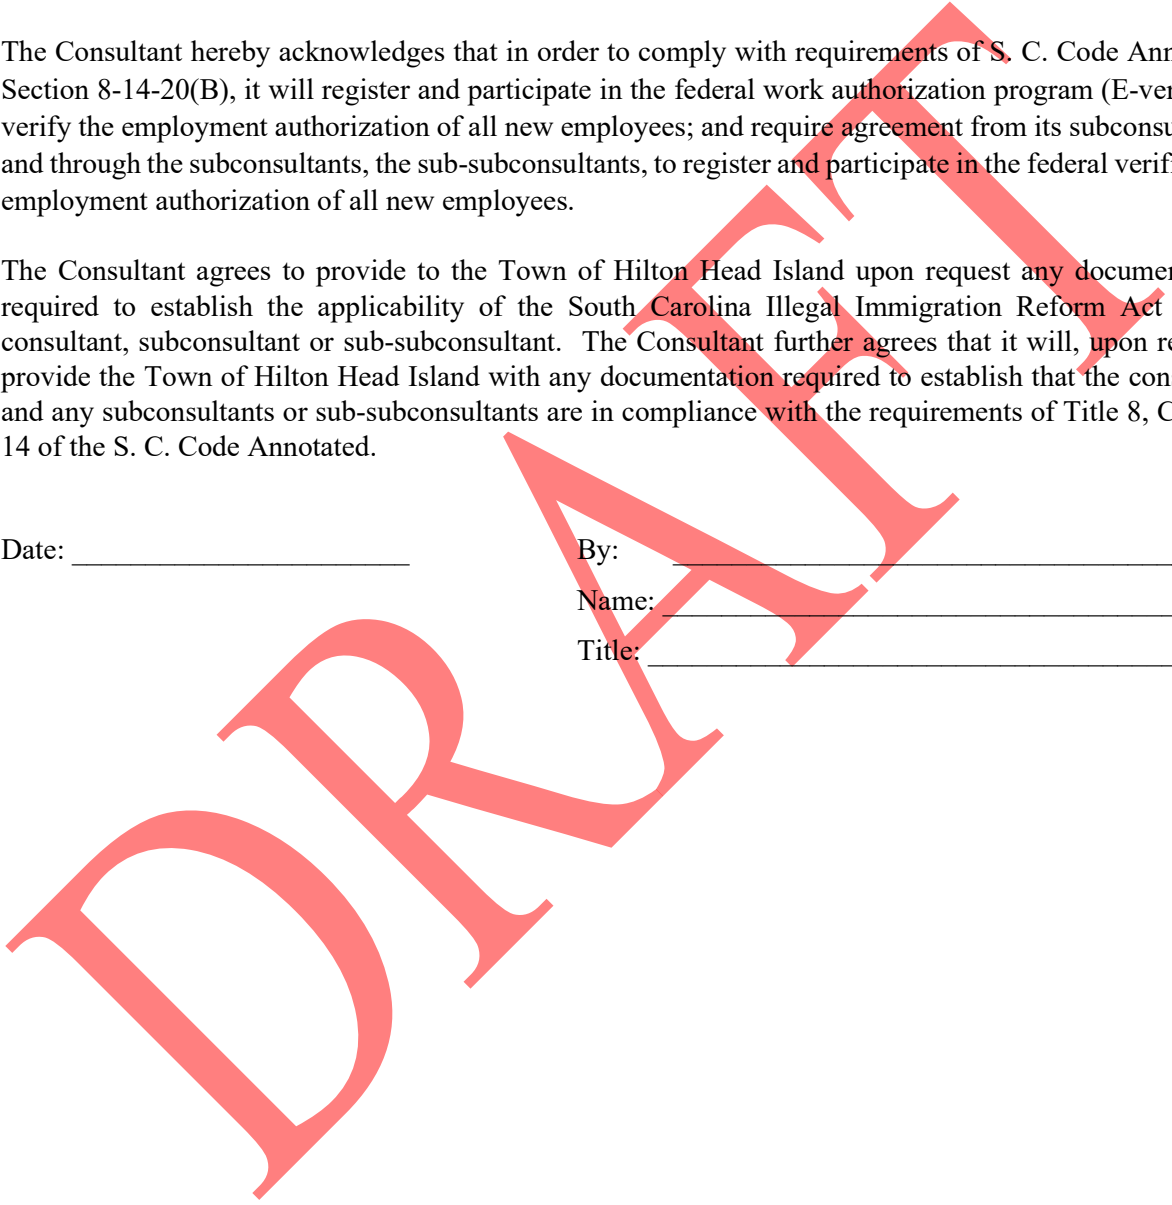 The Consultant hereby acknowledges that in order to comply with requirements of S. C. Code Ann
Section 8-14-20(B), it will register and participate in the federal work authorization program (E-ver
verify the employment authorization of all new employees; and require agreement from its subconsu
and through the subconsultants, the sub-subconsultants, to register and participate in the federal verif
employment authorization of all new employees.
The Consultant agrees to provide to the Town of Hilton Head Island upon request any documen
required to establish the applicability of the South Carolina Illegal Immigration Reform Act
consultant, subconsultant or sub-subconsultant. The Consultant further agrees that it will, upon re
provide the Town of Hilton Head Island with any documentation required to establish that the con
and any subconsultants or sub-subconsultants are in compliance with the requirements of Title 8, C
14 of the S. C. Code Annotated.
Date: _______________________ By: __________________________________
Name: ___________________________________
Title: ____________________________________
DRAFT